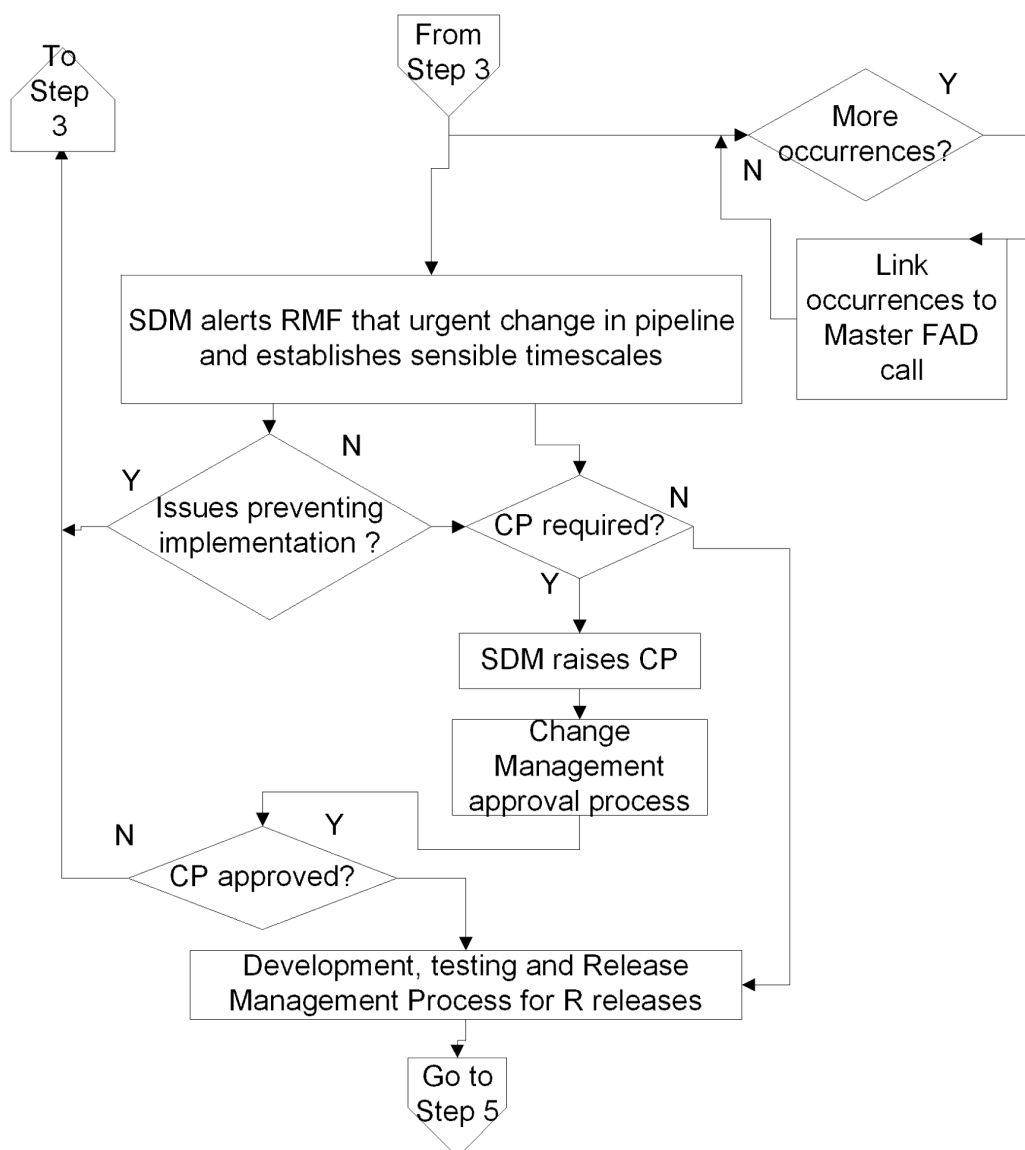 To
Step
3
From
Step 3
Y
More
occurrences?
N
Link
occurrences to
Master FAD
call
SDM alerts RMF that urgent change in pipeline
and establishes sensible timescales
N
Y
Issues preventing
implementation ?
N
CP required?
Y
SDM raises CP
Change
Management
approval process
N
Y
CP approved?
Development, testing and Release
Management Process for R releases
Go to
Step 5